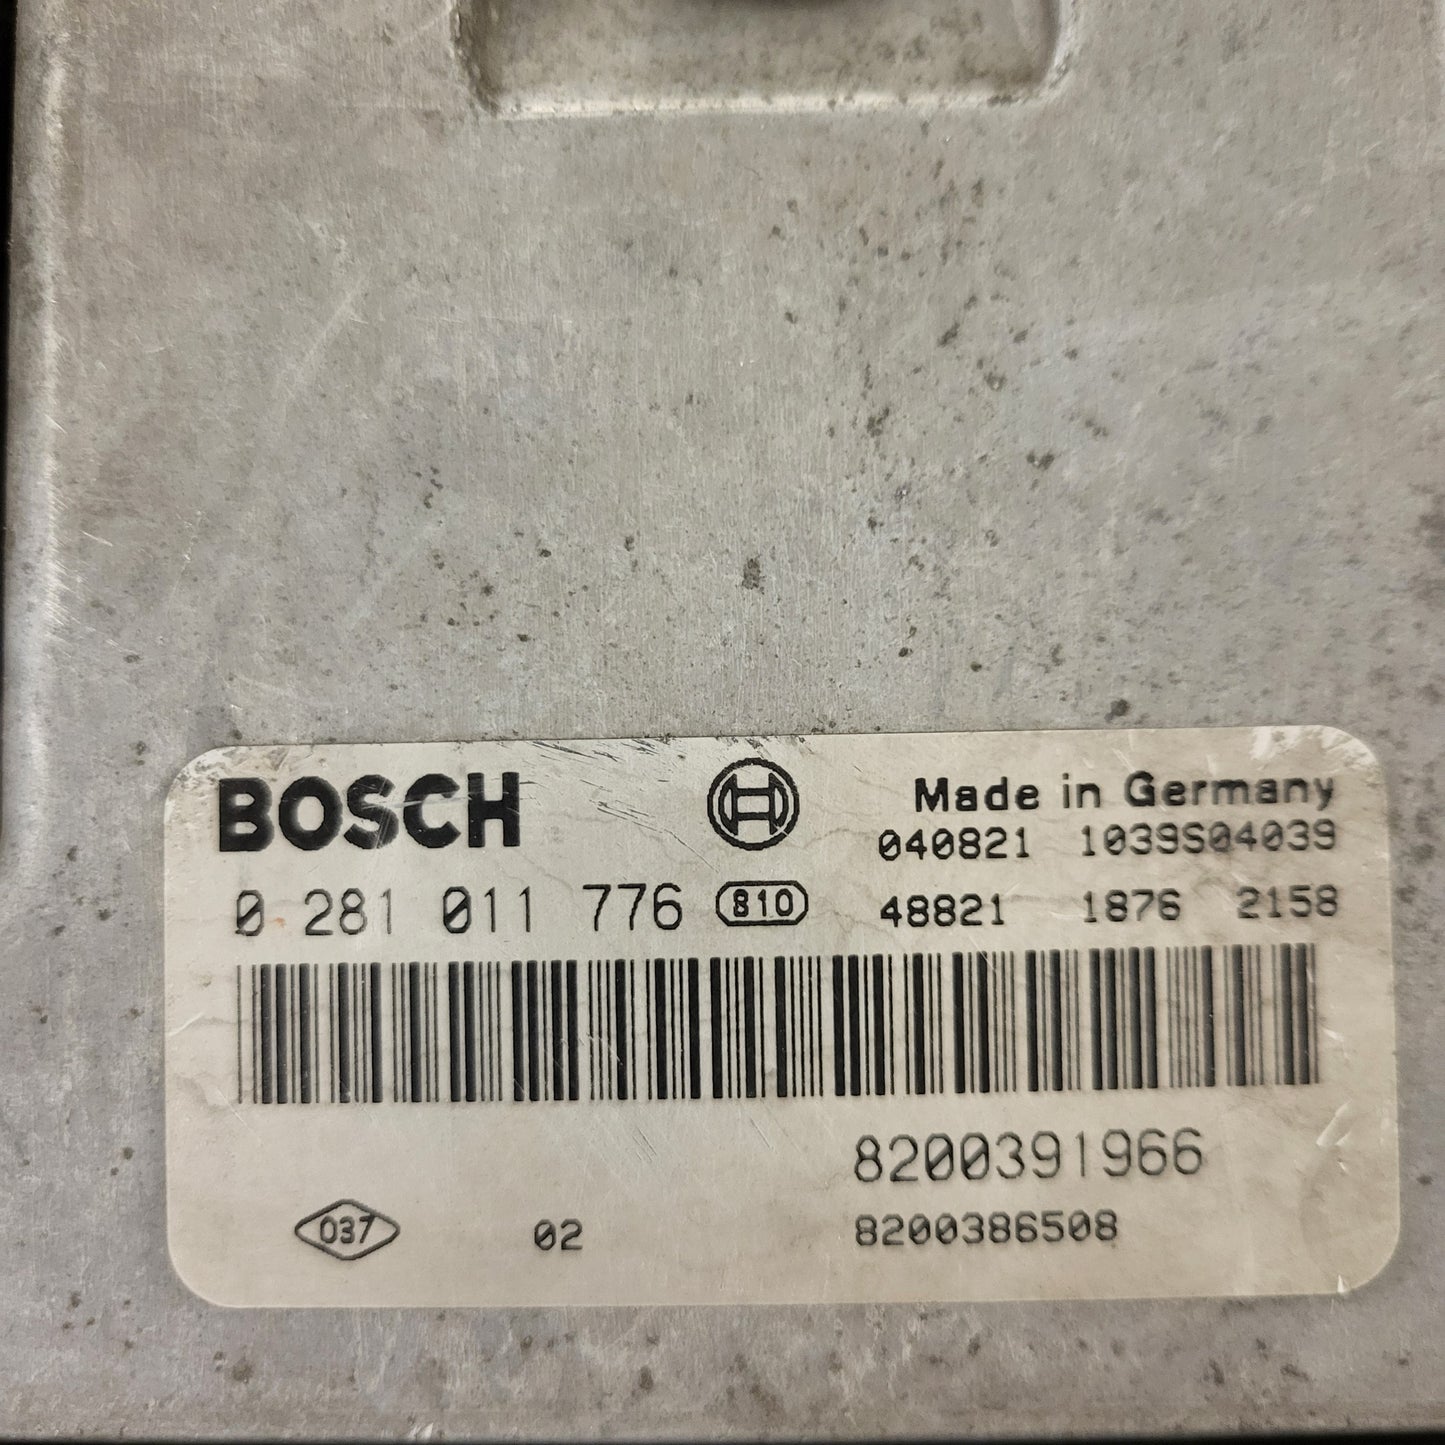 BOSCH Made in Germany
040821 1039S04039
0 281 011 776 810 48821 1876 2158
8200391966
037 02 8200386508